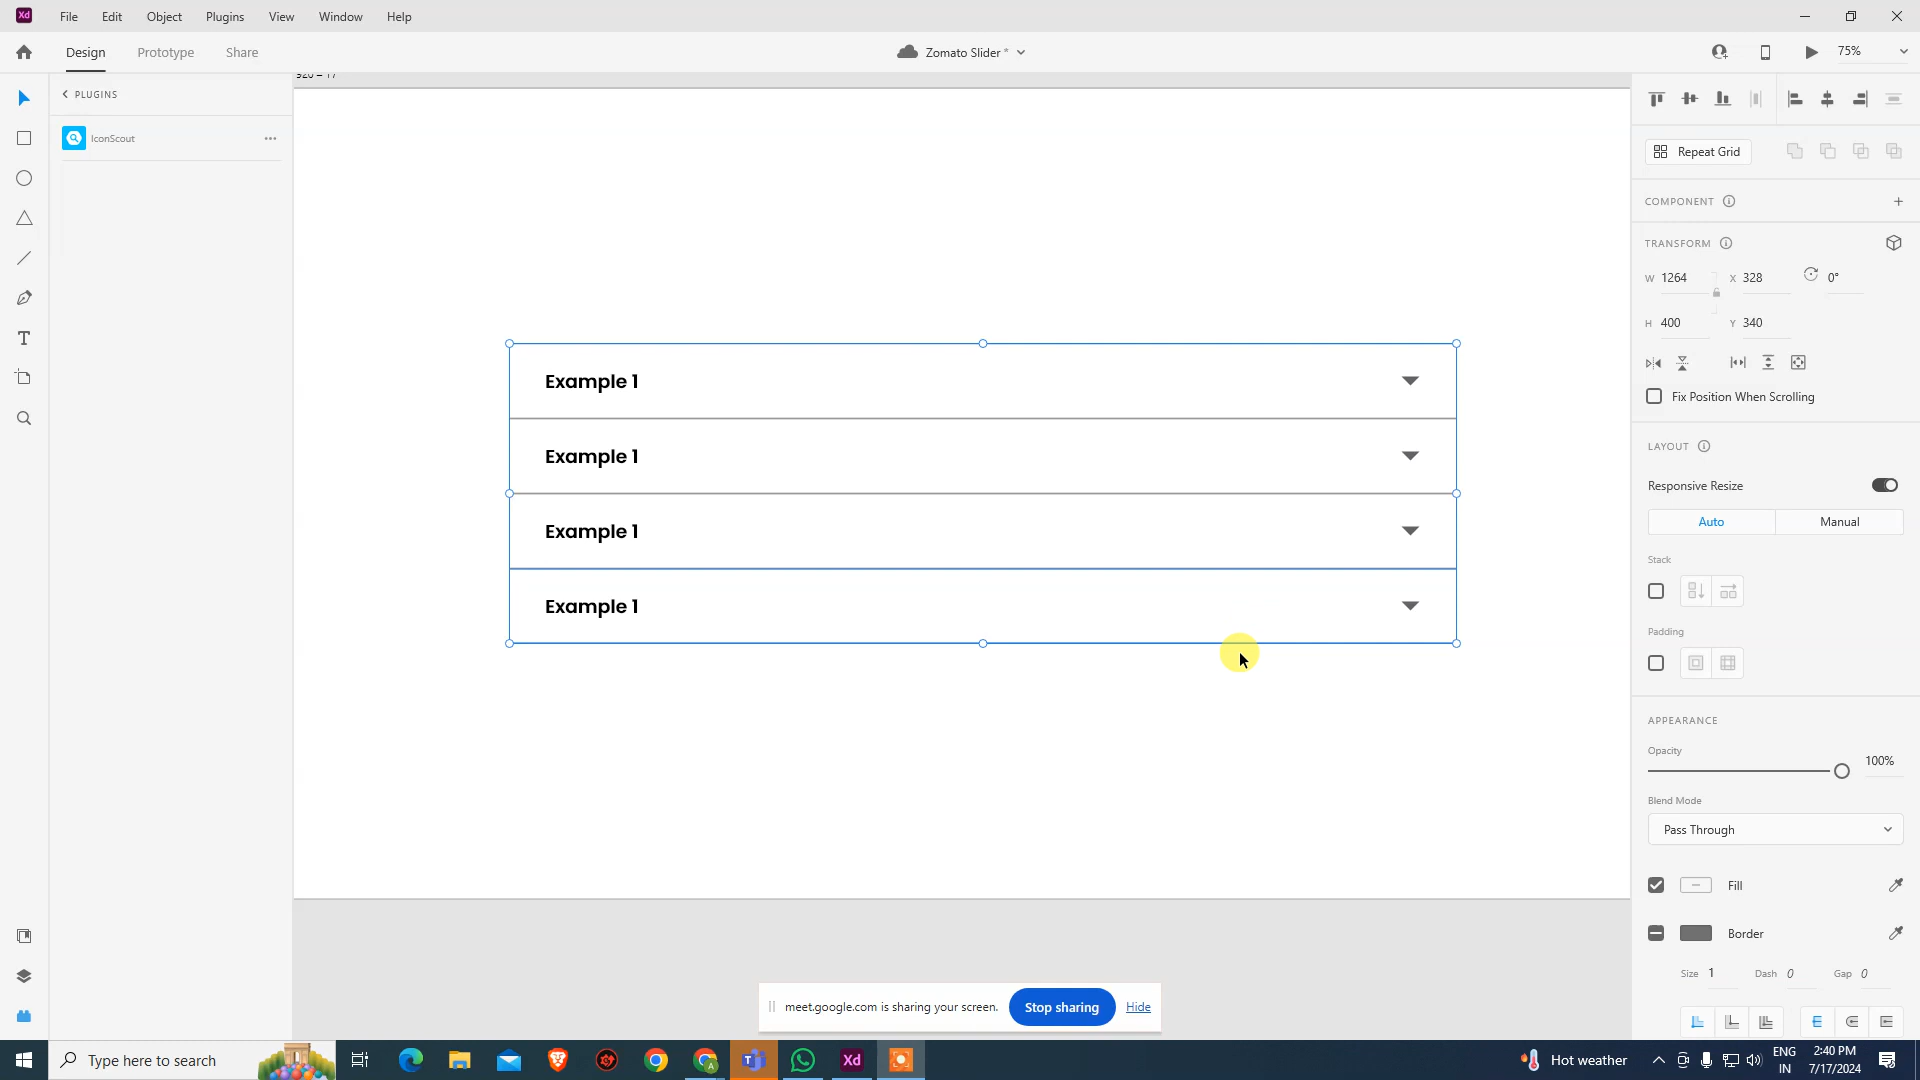 Xd File Edit Object Plugins View Window Help
Design Prototype Share Zomato Slider * 75%
PLUGINS
IconScout
Example 1
Example 1
Example 1
Example 1
Repeat Grid
COMPONENT
TRANSFORM
W 1264 X 328 0°
H 400 Y 340
Fix Position When Scrolling
LAYOUT
Responsive Resize
Auto Manual
Stack
Padding
APPEARANCE
Opacity
100%
Blend Mode
Pass Through
Fill
Border
Size 1 Dash 0 Gap 0
meet.google.com is sharing your screen. Stop sharing Hide
Type here to search
Xd
Hot weather
ENG
IN
2:40 PM
7/17/2024